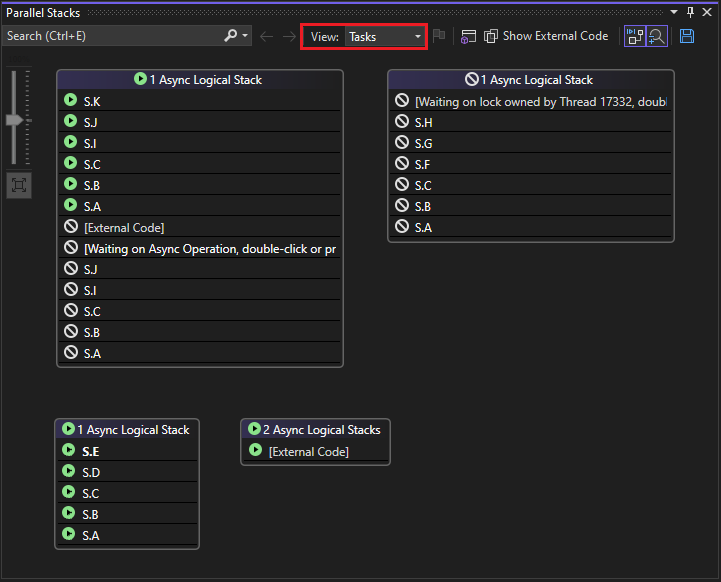 Parallel Stacks
Search (Ctrl+E)
View: Tasks
Show External Code
1 Async Logical Stack
S.K
S.J
S.I
S.C
S.B
S.A
[External Code]
[Waiting on Async Operation, double-click or pr
S.J
S.I
S.C
S.B
S.A
1 Async Logical Stack
[Waiting on lock owned by Thread 17332, doubl
S.H
S.G
S.F
S.C
S.B
S.A
1 Async Logical Stack
S.E
S.D
S.C
S.B
S.A
2 Async Logical Stacks
[External Code]